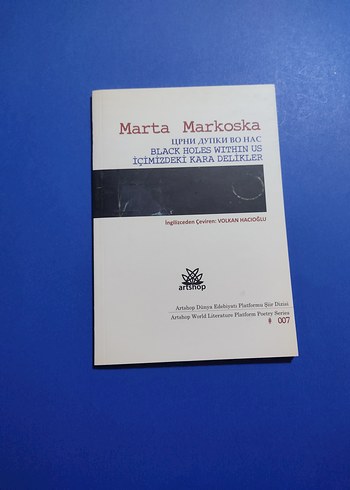 Marta Markoska
ЦРНИ ДУПКИ ВО НАС
BLACK HOLES WITHIN US
İÇİMİZDEKİ KARA DELİKLER
İngilizceden Çeviren: VOLKAN HACIOĞLU
artshop
Artshop Dünya Edebiyatı Platformu Şiir Dizisi
Artshop World Literature Platform Poetry Series
# 007